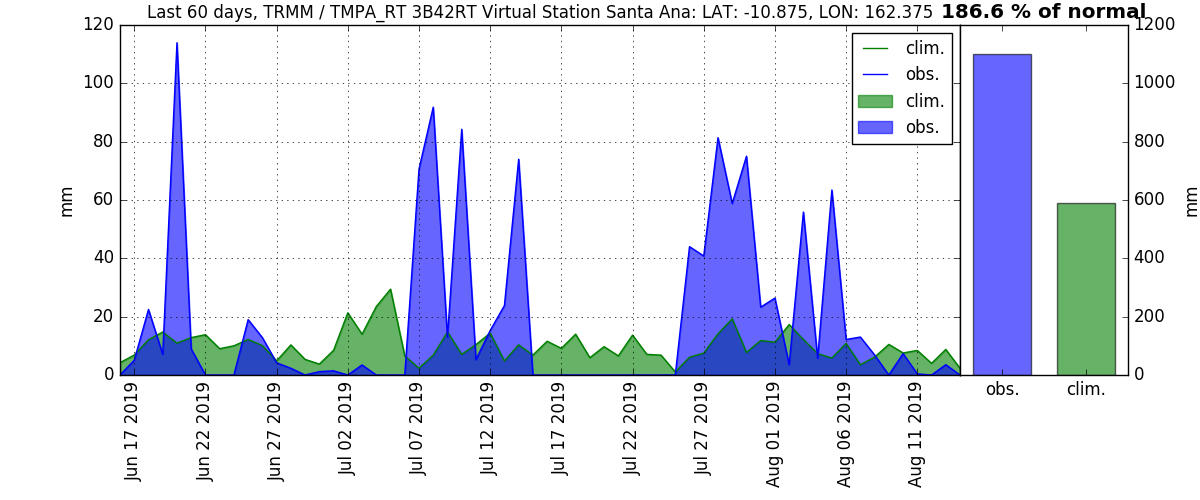 Last 60 days, TRMM / TMPA_RT 3B42RT Virtual Station Santa Ana: LAT: -10.875, LON: 162.375 186.6 % of normal
120
100
80
60
40
20
0
mm
clim.
obs.
clim.
obs.
1200
1000
800
600
400
200
0
mm
Jun 17 2019
Jun 22 2019
Jun 27 2019
Jul 02 2019
Jul 07 2019
Jul 12 2019
Jul 17 2019
Jul 22 2019
Jul 27 2019
Aug 01 2019
Aug 06 2019
Aug 11 2019
obs.
clim.